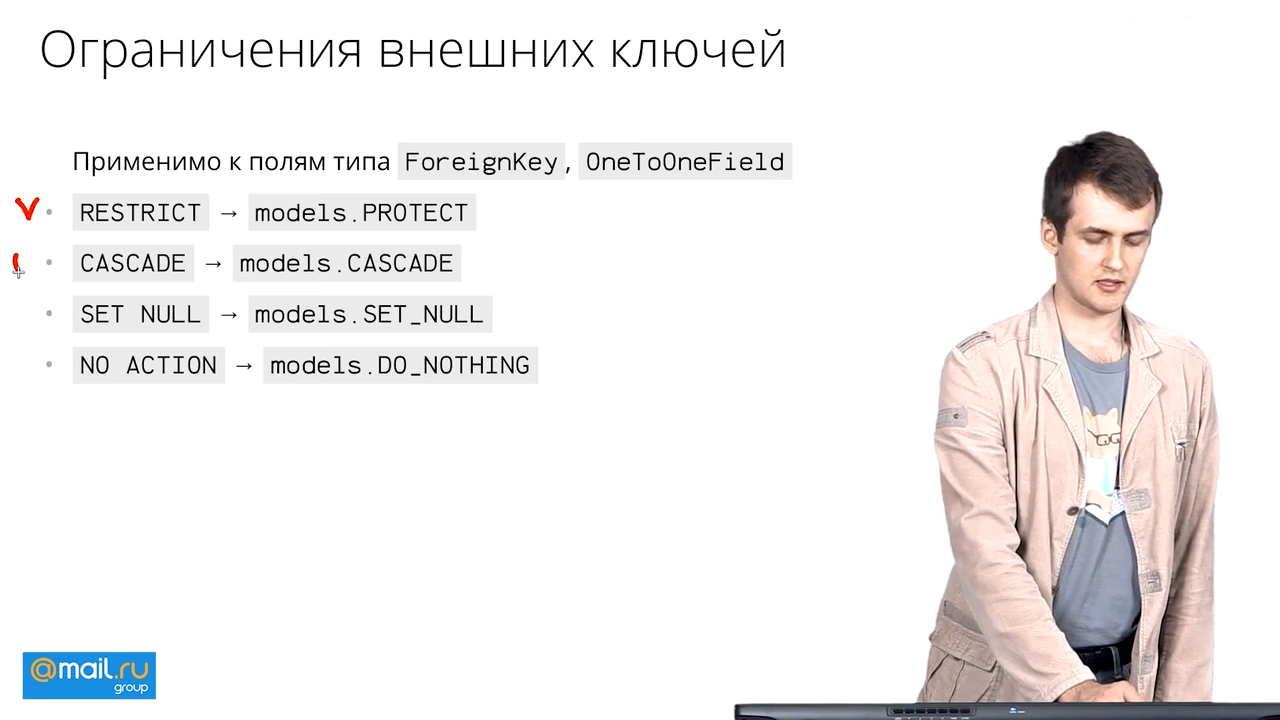 Ограничения внешних ключей
Применимо к полям типа ForeignKey, OneToOneField
• RESTRICT → models.PROTECT
• CASCADE → models.CASCADE
• SET NULL → models.SET_NULL
• NO ACTION → models.DO_NOTHING
@mail.ru
group